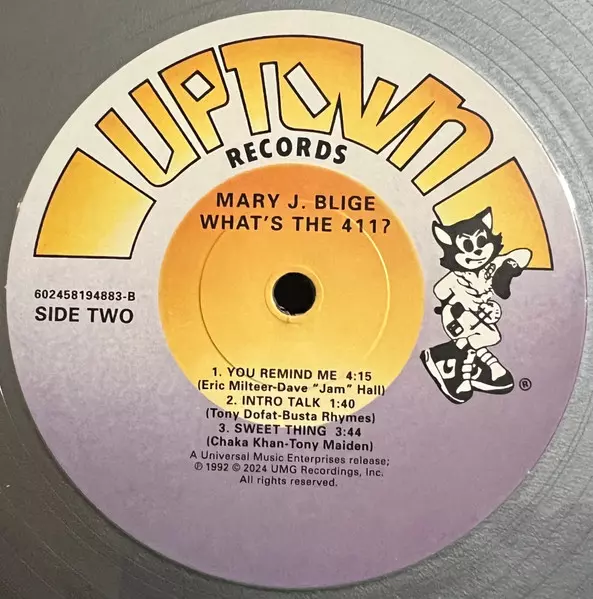 UPTOWN
RECORDS
MARY J. BLIGE
WHAT'S THE 411?
602458194883-B
SIDE TWO
1. YOU REMIND ME 4:15
(Eric Milteer-Dave "Jam" Hall)
2. INTRO TALK 1:40
(Tony Dofat-Busta Rhymes)
3. SWEET THING 3:44
(Chaka Khan-Tony Maiden)
A Universal Music Enterprises release;
℗ 1992 © 2024 UMG Recordings, Inc.
All rights reserved.
®